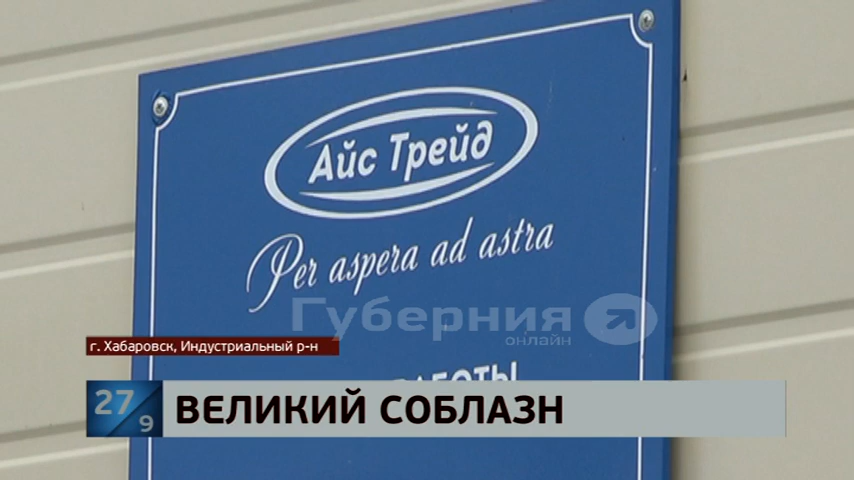 Айс Трейд
Per aspera ad astra
Губерния
онлайн
г. Хабаровск, Индустриальный р-н
27
9
ВЕЛИКИЙ СОБЛАЗН